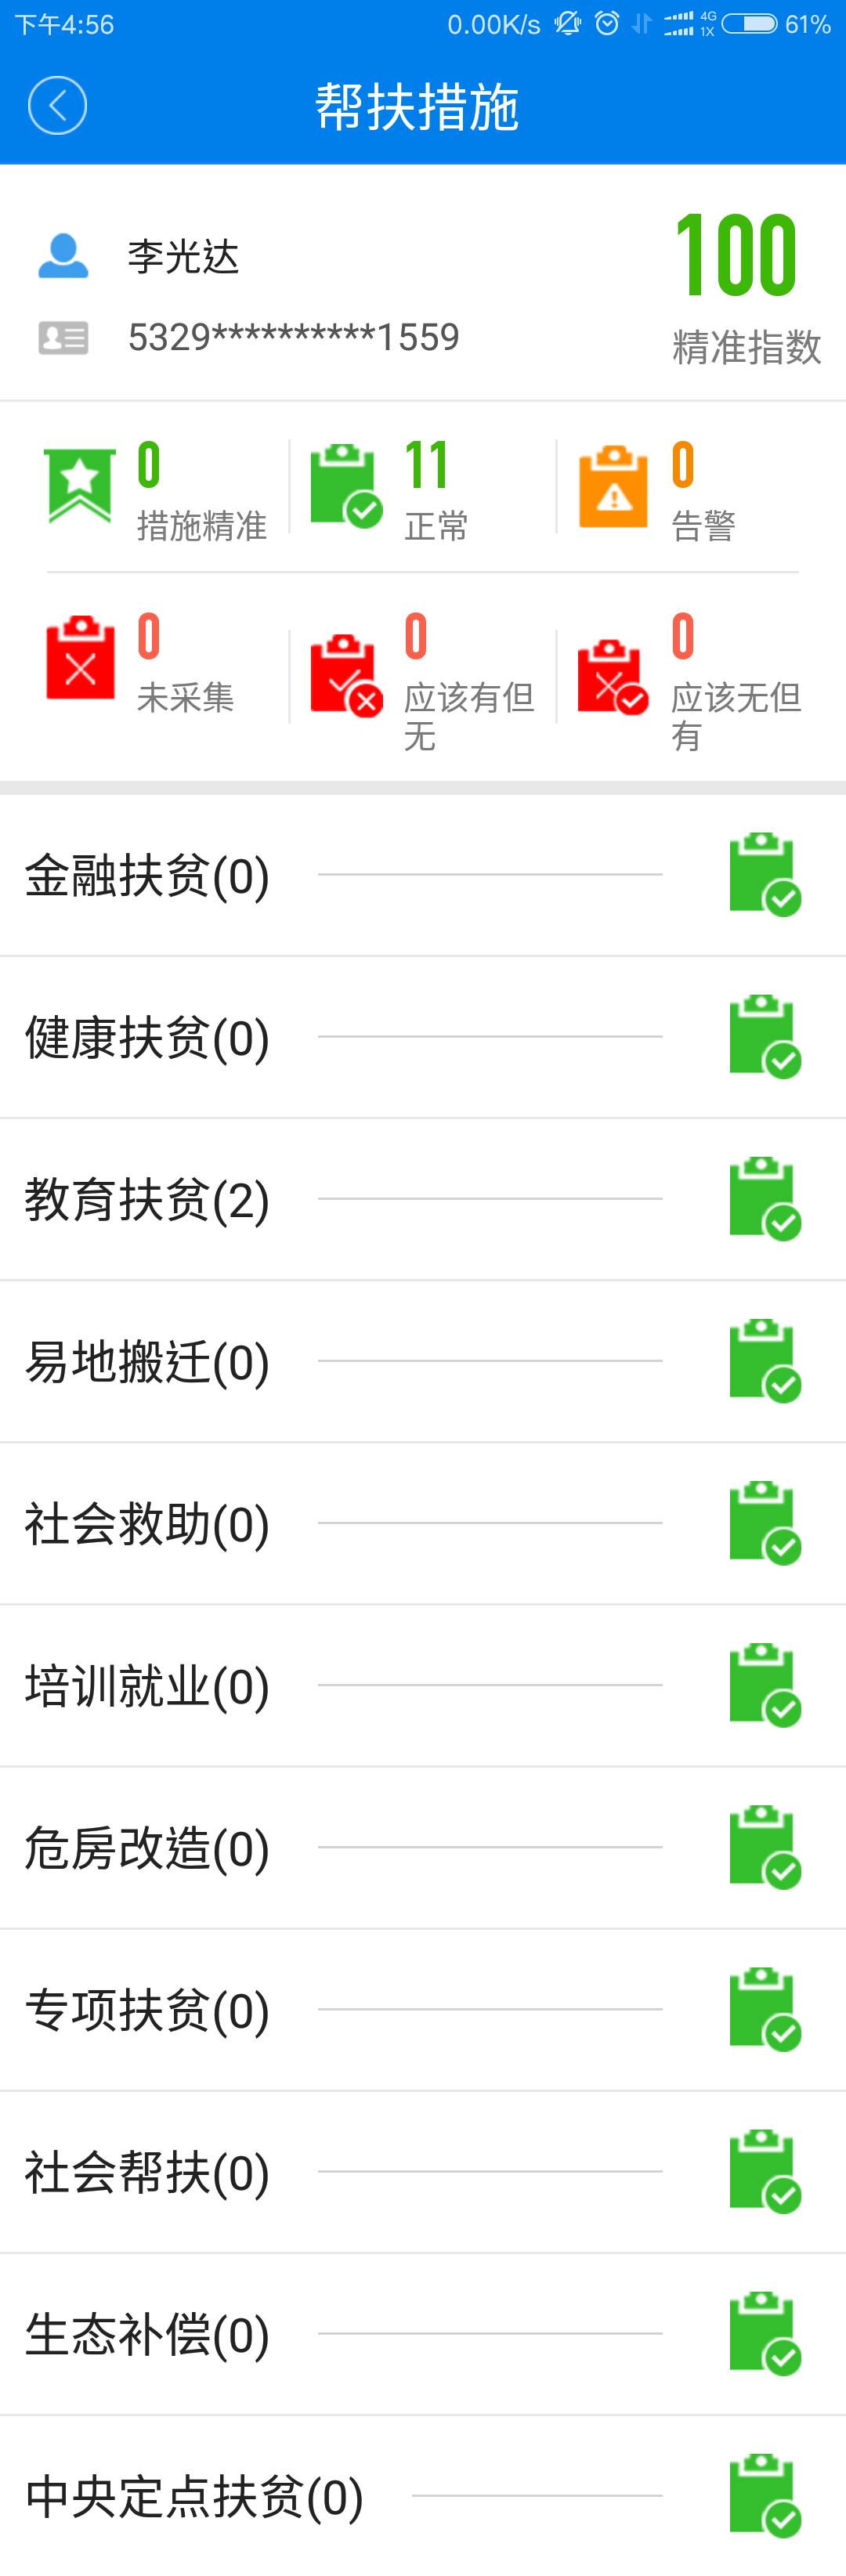 下午4:56 0.00K/s 4G 1X 61%
帮扶措施
李光达
100
5329**********1559
精准指数
0 11 0
措施精准 正常 告警
0 0 0
未采集 应该有但无 应该无但有
金融扶贫(0)
健康扶贫(0)
教育扶贫(2)
易地搬迁(0)
社会救助(0)
培训就业(0)
危房改造(0)
专项扶贫(0)
社会帮扶(0)
生态补偿(0)
中央定点扶贫(0)